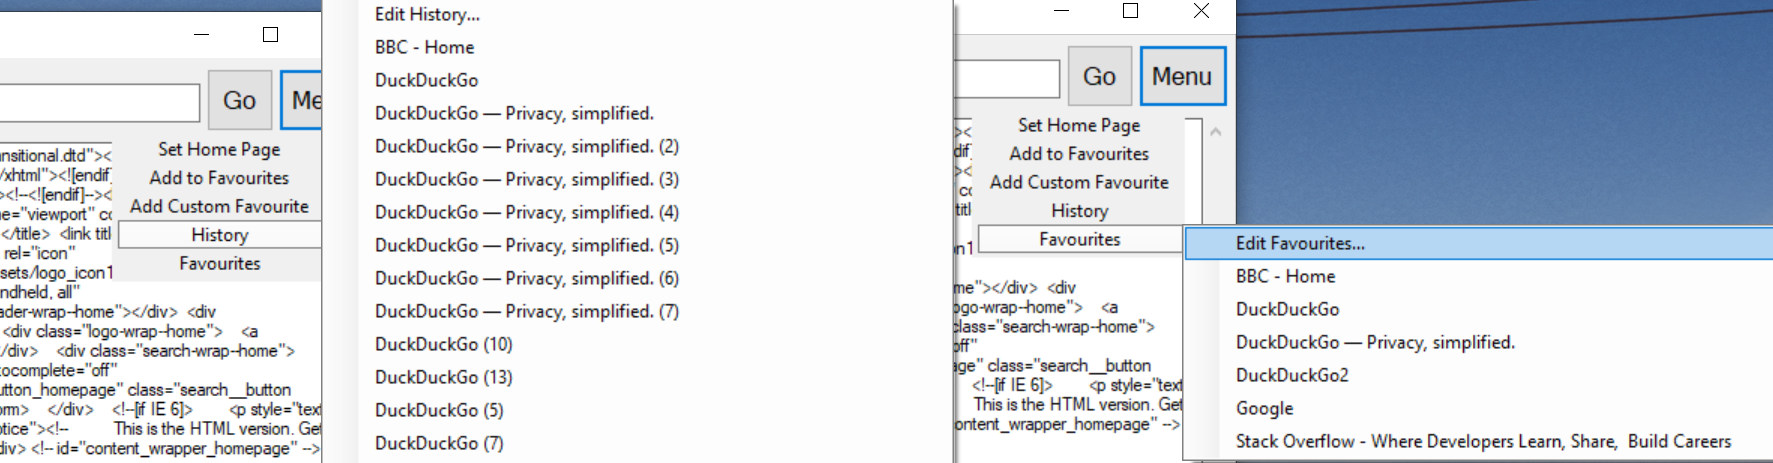 Go
Me
Set Home Page
Add to Favourites
Add Custom Favourite
History
Favourites
nsitional.dtd"><
/xhtml"><![endif]
><!--<![endif]--><
e="viewport" co
</title>  <link titl
rel="icon"
sets/logo_icon1
ndheld, all"
ader-wrap--home"></div>  <div
<div class="logo-wrap--home">    <a
/div>    <div class="search-wrap--home">
tocomplete="off"
utton_homepage" class="search__button
orm>    </div>    <!--[if IE 6]>        <p style="text
otice"><!--        This is the HTML version. Get
div> <!-- id="content_wrapper_homepage" -->
Edit History...
BBC - Home
DuckDuckGo
DuckDuckGo — Privacy, simplified.
DuckDuckGo — Privacy, simplified. (2)
DuckDuckGo — Privacy, simplified. (3)
DuckDuckGo — Privacy, simplified. (4)
DuckDuckGo — Privacy, simplified. (5)
DuckDuckGo — Privacy, simplified. (6)
DuckDuckGo — Privacy, simplified. (7)
DuckDuckGo (10)
DuckDuckGo (13)
DuckDuckGo (5)
DuckDuckGo (7)
Go
Menu
Set Home Page
Add to Favourites
Add Custom Favourite
History
Favourites
me"></div>  <div
ogo-wrap--home">    <a
class="search-wrap--home">
off"
age" class="search__button
<!--[if IE 6]>        <p style="text
This is the HTML version. Get
ontent_wrapper_homepage" -->
Edit Favourites...
BBC - Home
DuckDuckGo
DuckDuckGo — Privacy, simplified.
DuckDuckGo2
Google
Stack Overflow - Where Developers Learn, Share,  Build Careers